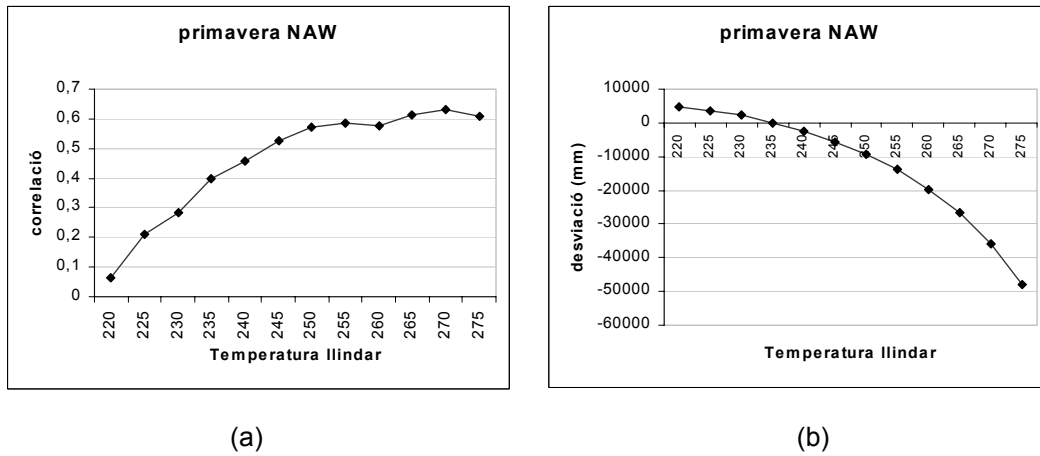 primavera NAW
correlació
0,7
0,6
0,5
0,4
0,3
0,2
0,1
0
220 225 230 235 240 245 250 255 260 265 270 275
Temperatura llindar
(a)
primavera NAW
desviació (mm)
10000
0
-10000
-20000
-30000
-40000
-50000
-60000
220 225 230 235 240 245 250 255 260 265 270 275
Temperatura llindar
(b)